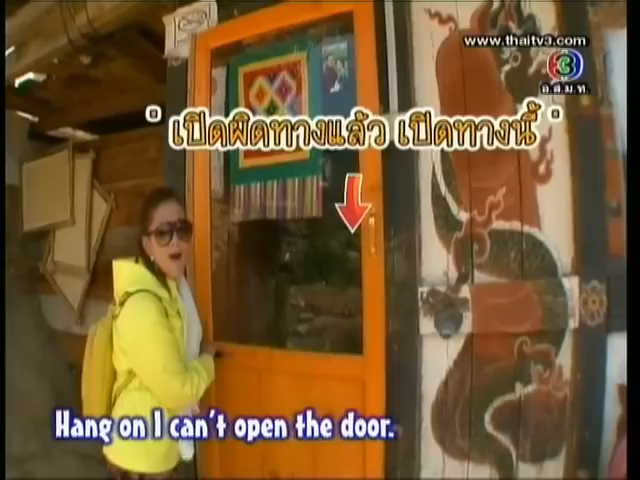 www.thaitv3.com
3
อ.ส.ม.ท.
" เปิดผิดทางแล้ว เปิดทางนี้ "
Hang on I can't open the door.